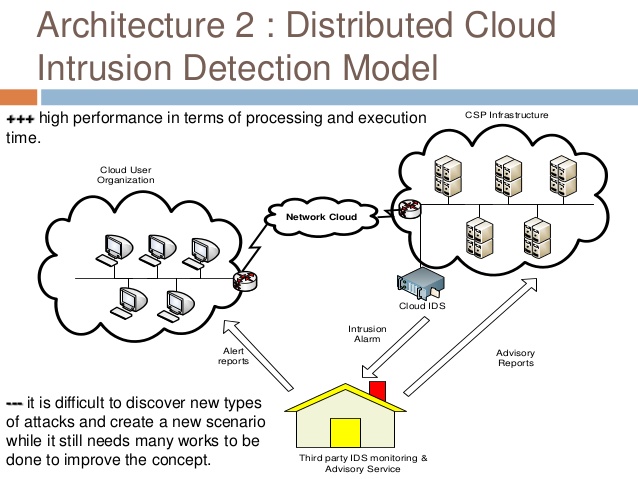 Architecture 2 : Distributed Cloud
Intrusion Detection Model
+++ high performance in terms of processing and execution
time.
CSP Infrastructure
Cloud User
Organization
Network Cloud
Cloud IDS
Intrusion
Alarm
Alert
reports
Advisory
Reports
--- it is difficult to discover new types
of attacks and create a new scenario
while it still needs many works to be
done to improve the concept.
Third party IDS monitoring &
Advisory Service